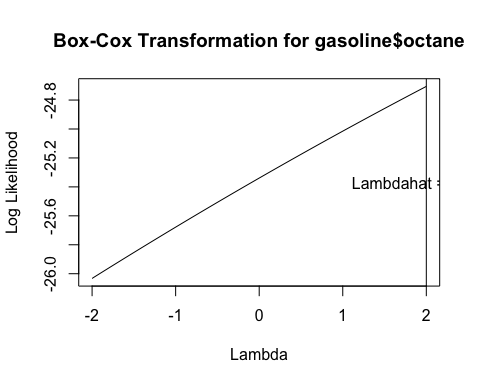 Box-Cox Transformation for gasoline$octane
-24.8
-25.2
-25.6
-26.0
Log Likelihood
Lambdahat =
-2
-1
0
1
2
Lambda